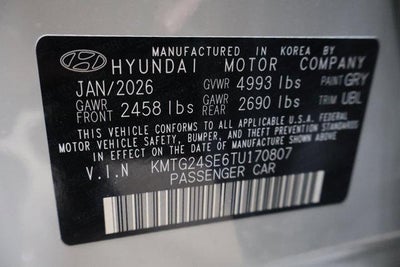 MANUFACTURED IN KOREA BY
HYUNDAI MOTOR COMPANY
JAN/2026 GVWR 4993 lbs PAINT GRY
GAWR FRONT 2458 lbs GAWR REAR 2690 lbs TRIM UBL
THIS VEHICLE CONFORMS TO ALL APPLICABLE U.S.A. FEDERAL
MOTOR VEHICLE SAFETY, BUMPER, AND THEFT PREVENTION STANDARDS
IN EFFECT ON THE DATE OF MANUFACTURE SHOWN ABOVE.
V.I.N KMTG24SE6TU170807
PASSENGER CAR